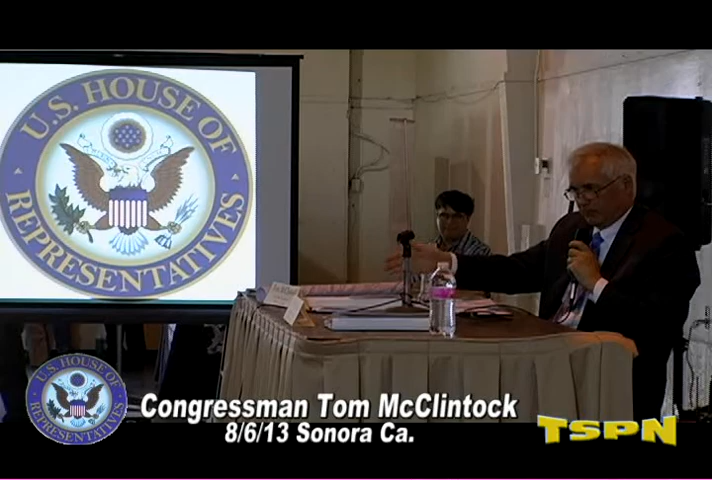 U.S. HOUSE OF
REPRESENTATIVES
U.S. HOUSE OF
REPRESENTATIVES
Congressman Tom McClintock
8/6/13 Sonora Ca.
TSPN